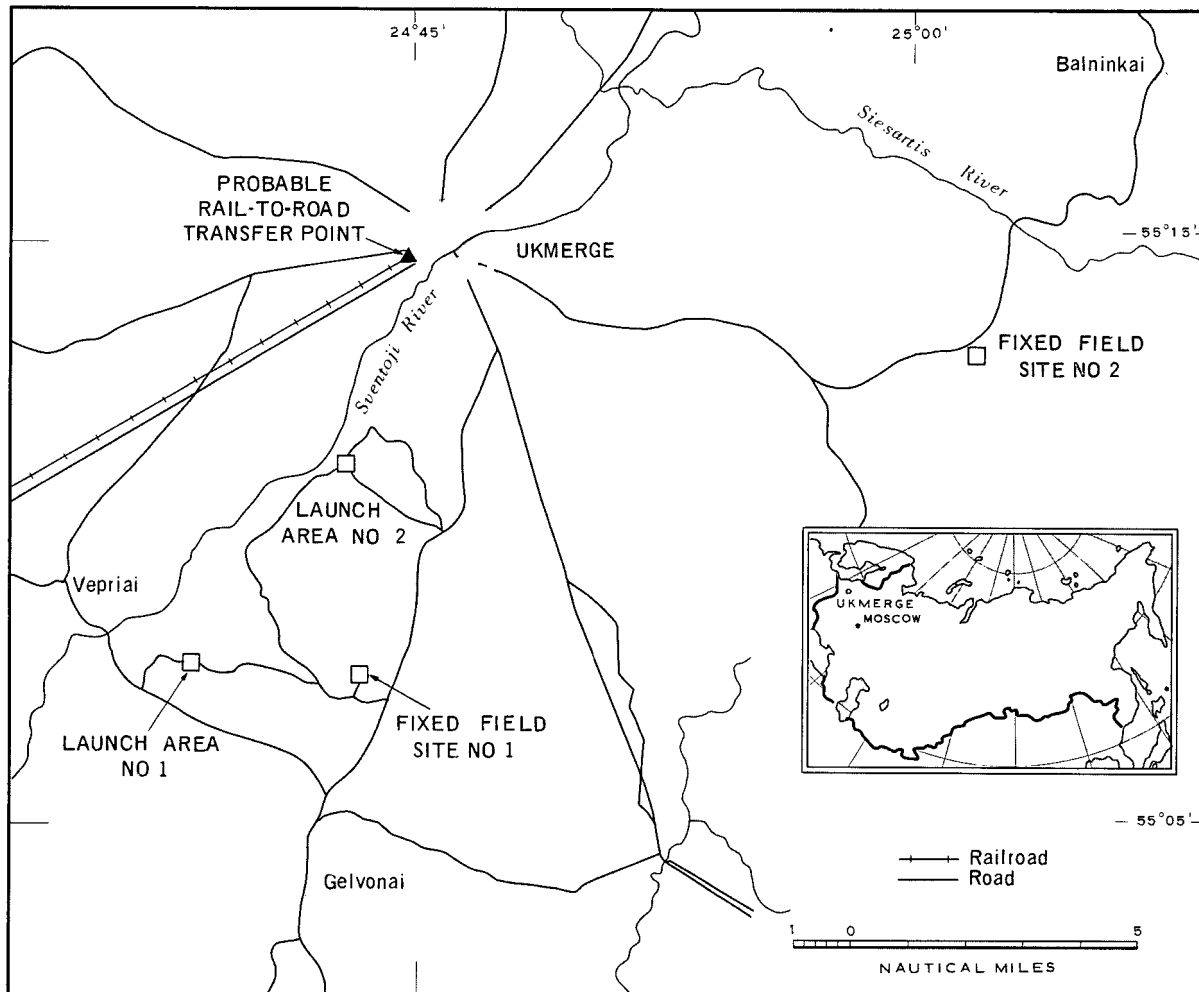 24°45'
25°00'
Balninkai
Siesartis
River
PROBABLE
RAIL-TO-ROAD
TRANSFER POINT
UKMERGE
55°15'
Sventoji River
FIXED FIELD
SITE NO 2
LAUNCH
AREA NO 2
Vepriai
UKMERGE
MOSCOW
LAUNCH AREA
NO 1
FIXED FIELD
SITE NO 1
55°05'
Gelvonai
Railroad
Road
1 0 5
NAUTICAL MILES